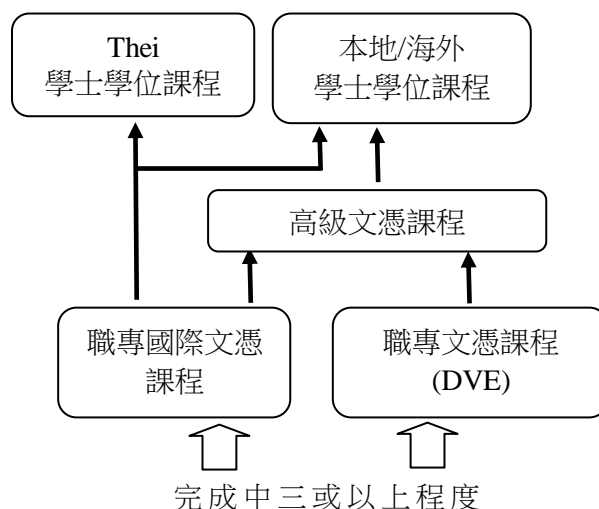 Thei
學士學位課程
本地/海外
學士學位課程
高級文憑課程
職專國際文憑
課程
職專文憑課程
(DVE)
完成中三或以上程度